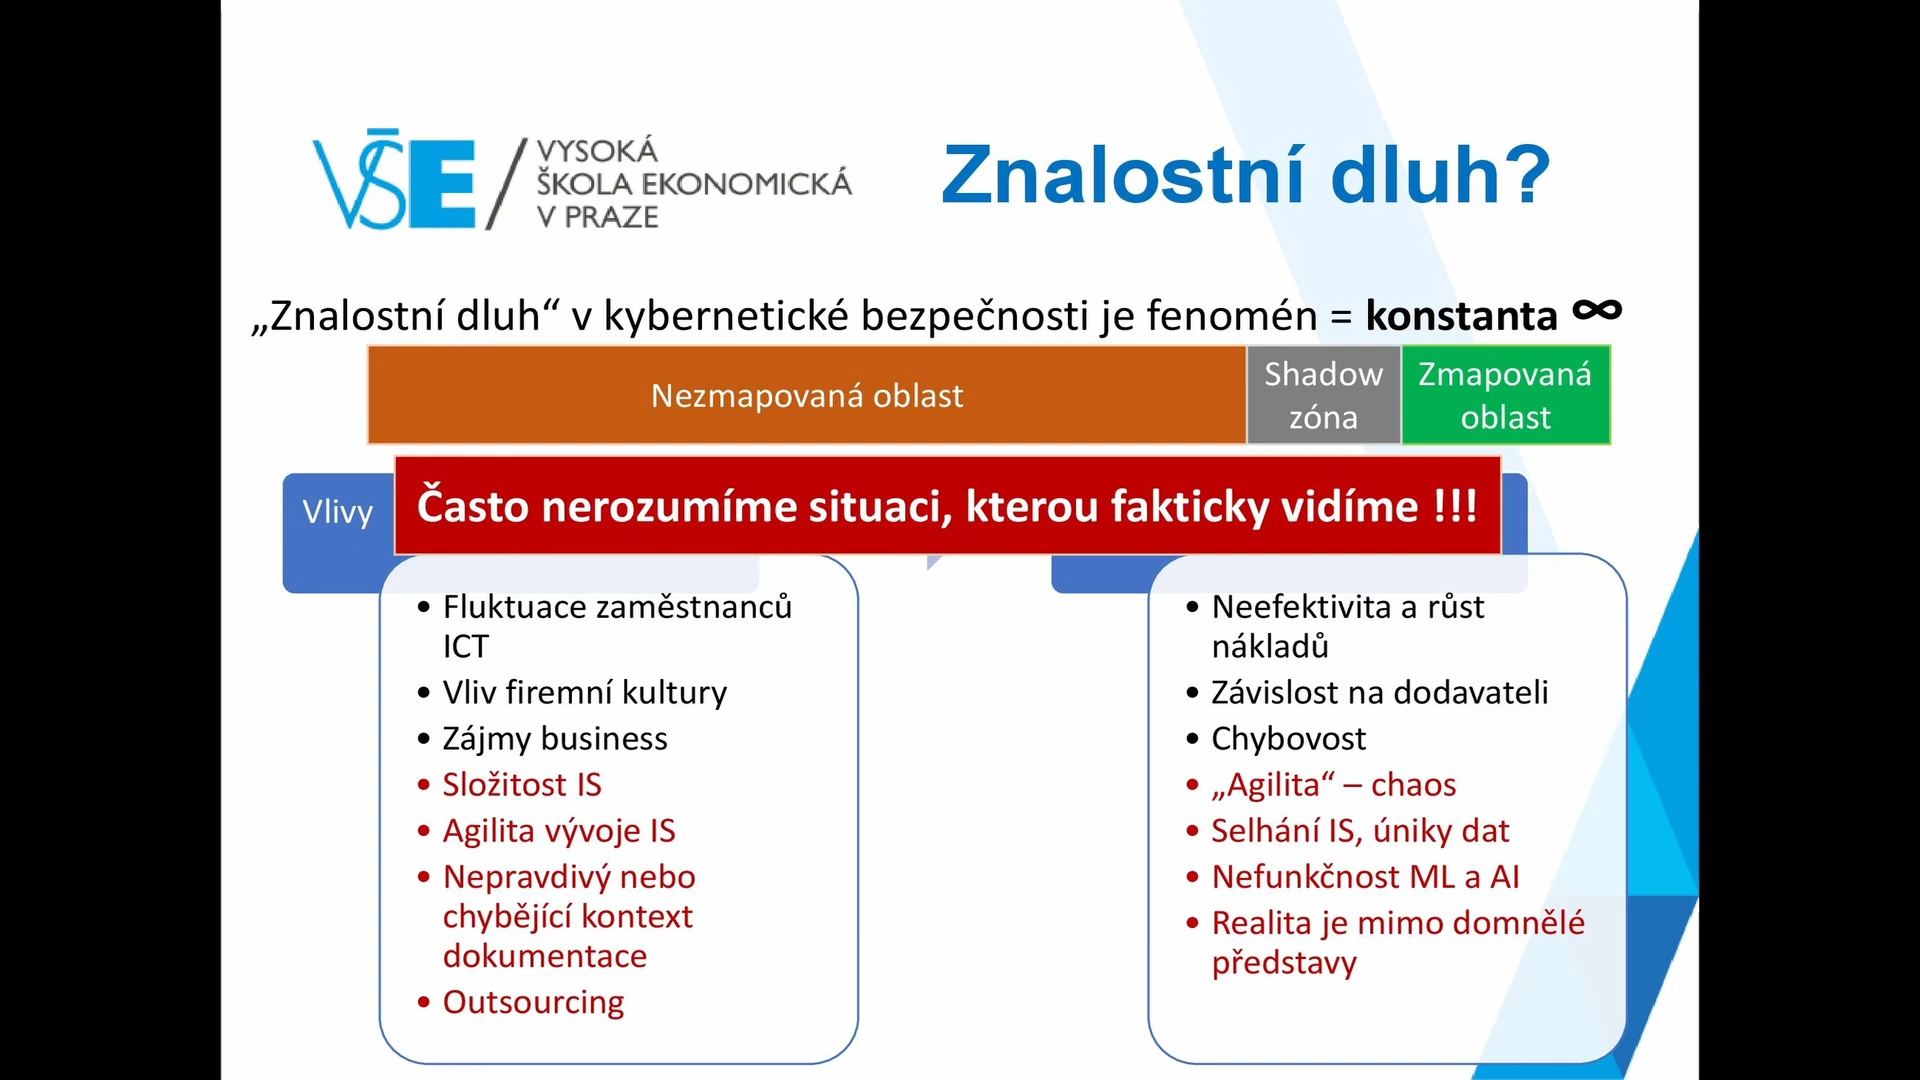 VŠE / VYSOKÁ
ŠKOLA EKONOMICKÁ
V PRAZE
Znalostní dluh?
„Znalostní dluh“ v kybernetické bezpečnosti je fenomén = konstanta ∞
Nezmapovaná oblast
Shadow
zóna
Zmapovaná
oblast
Vlivy
Často nerozumíme situaci, kterou fakticky vidíme !!!
• Fluktuace zaměstnanců
ICT
• Vliv firemní kultury
• Zájmy business
• Složitost IS
• Agilita vývoje IS
• Nepravdivý nebo
chybějící kontext
dokumentace
• Outsourcing
• Neefektivita a růst
nákladů
• Závislost na dodavateli
• Chybovost
• „Agilita“ – chaos
• Selhání IS, úniky dat
• Nefunkčnost ML a AI
• Realita je mimo domnělé
představy